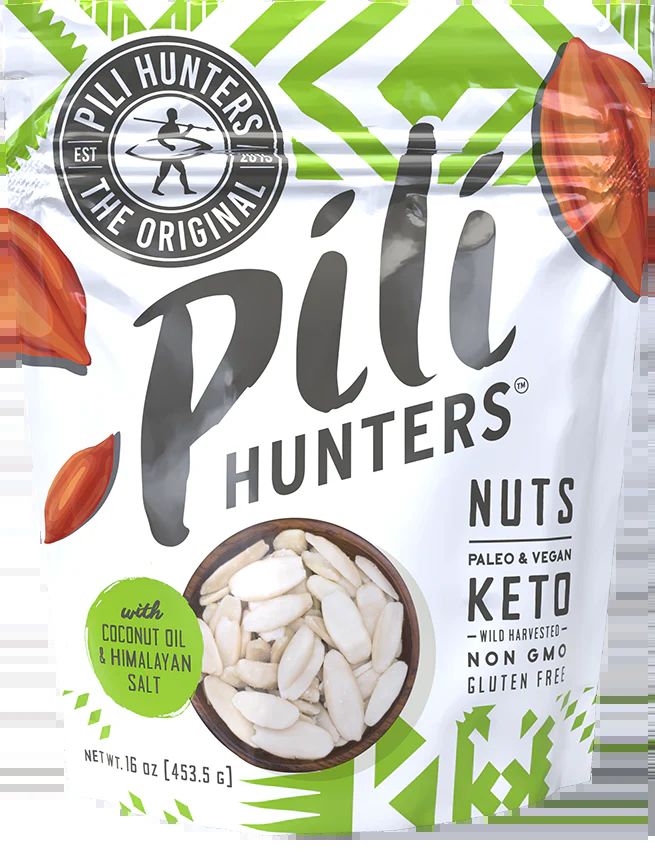 PILI HUNTERS
EST 2013
THE ORIGINAL
Pili
HUNTERS™
NUTS
PALEO & VEGAN
KETO
–WILD HARVESTED–
NON GMO
GLUTEN FREE
with
COCONUT OIL
& HIMALAYAN
SALT
NET WT. 16 oz [453.5 G]